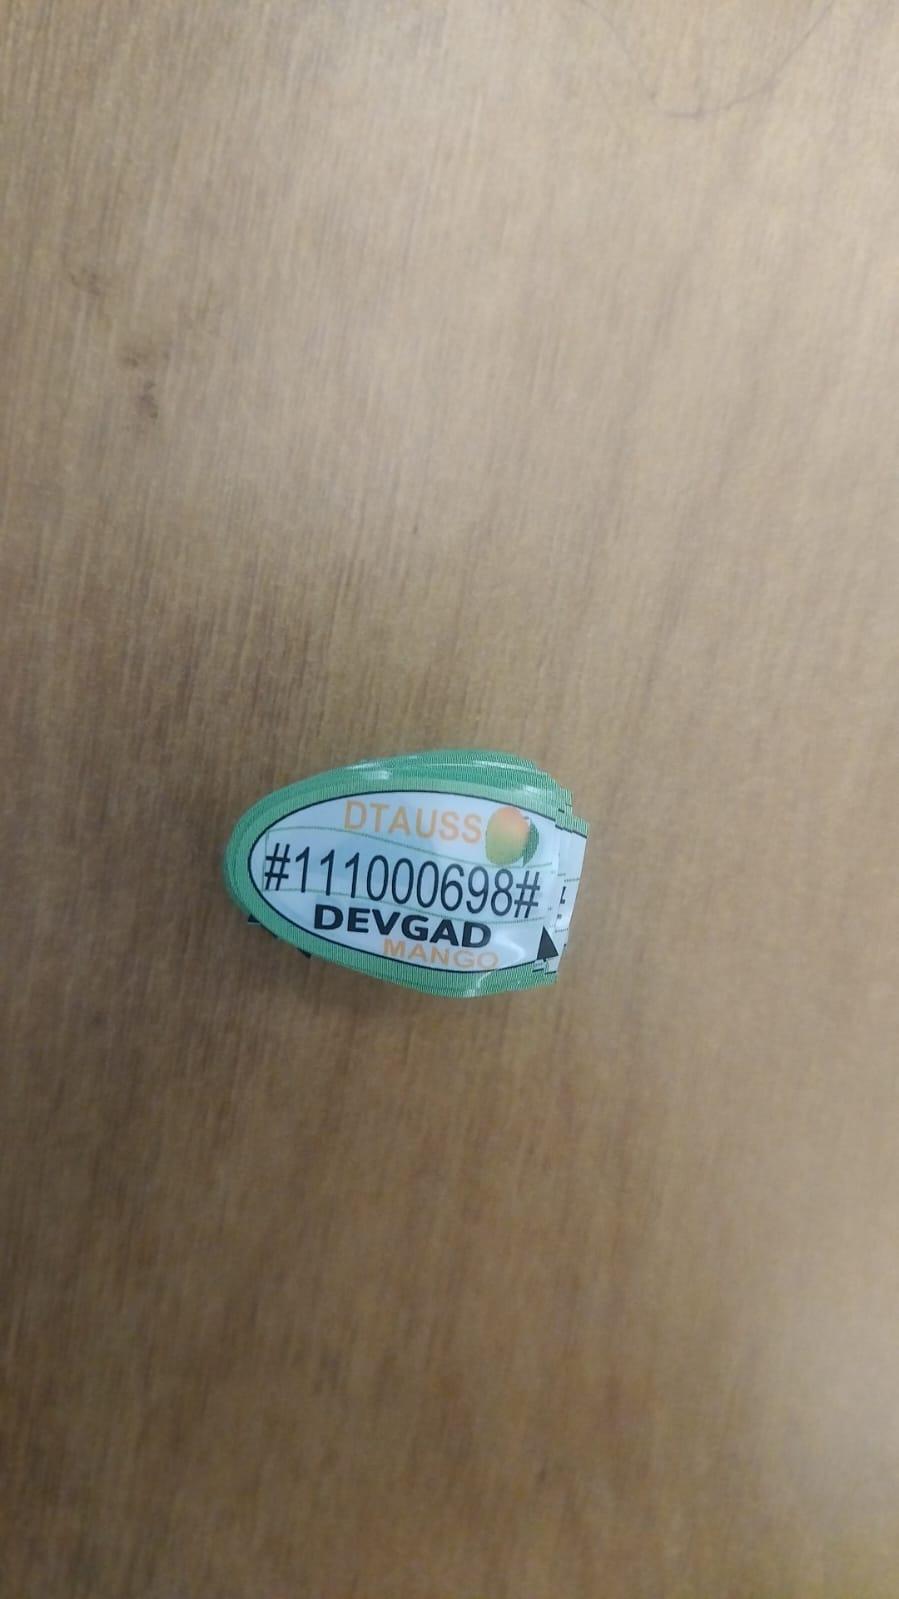 DTAUSS
#111000698#
DEVGAD
MANGO